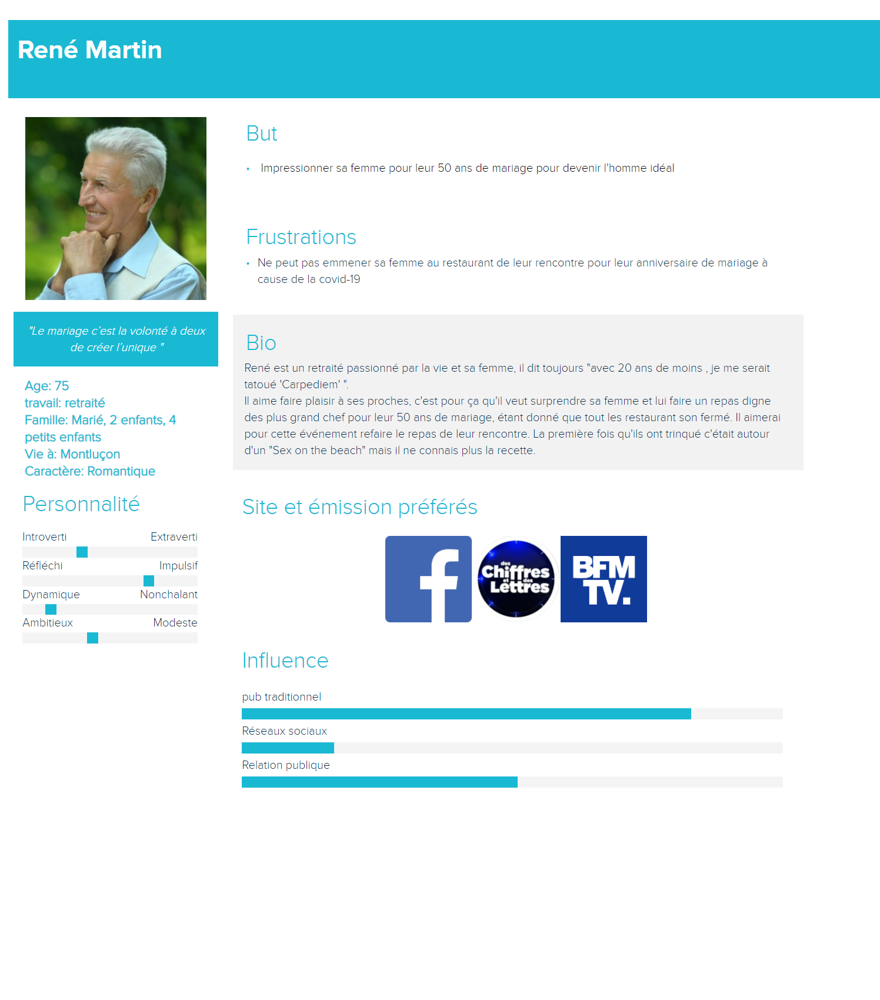 René Martin
But
• Impressionner sa femme pour leur 50 ans de mariage pour devenir l'homme idéal
Frustrations
• Ne peut pas emmener sa femme au restaurant de leur rencontre pour leur anniversaire de mariage à
cause de la covid-19
"Le mariage c’est la volonté à deux
de créer l’unique "
Age: 75
travail: retraité
Famille: Marié, 2 enfants, 4
petits enfants
Vie à: Montluçon
Caractère: Romantique
Bio
René est un retraité passionné par la vie et sa femme, il dit toujours "avec 20 ans de moins , je me serait
tatoué 'Carpediem' ".
Il aime faire plaisir à ses proches, c'est pour ça qu'il veut surprendre sa femme et lui faire un repas digne
des plus grand chef pour leur 50 ans de mariage, étant donné que tout les restaurant son fermé. Il aimerai
pour cette événement refaire le repas de leur rencontre. La première fois qu'ils ont trinqué c'était autour
d'un "Sex on the beach" mais il ne connais plus la recette.
Personnalité
Introverti Extraverti
Réfléchi Impulsif
Dynamique Nonchalant
Ambitieux Modeste
Site et émission préférés
f
des
Chiffres
et des
Lettres
BFM
TV.
Influence
pub traditionnel
Réseaux sociaux
Relation publique